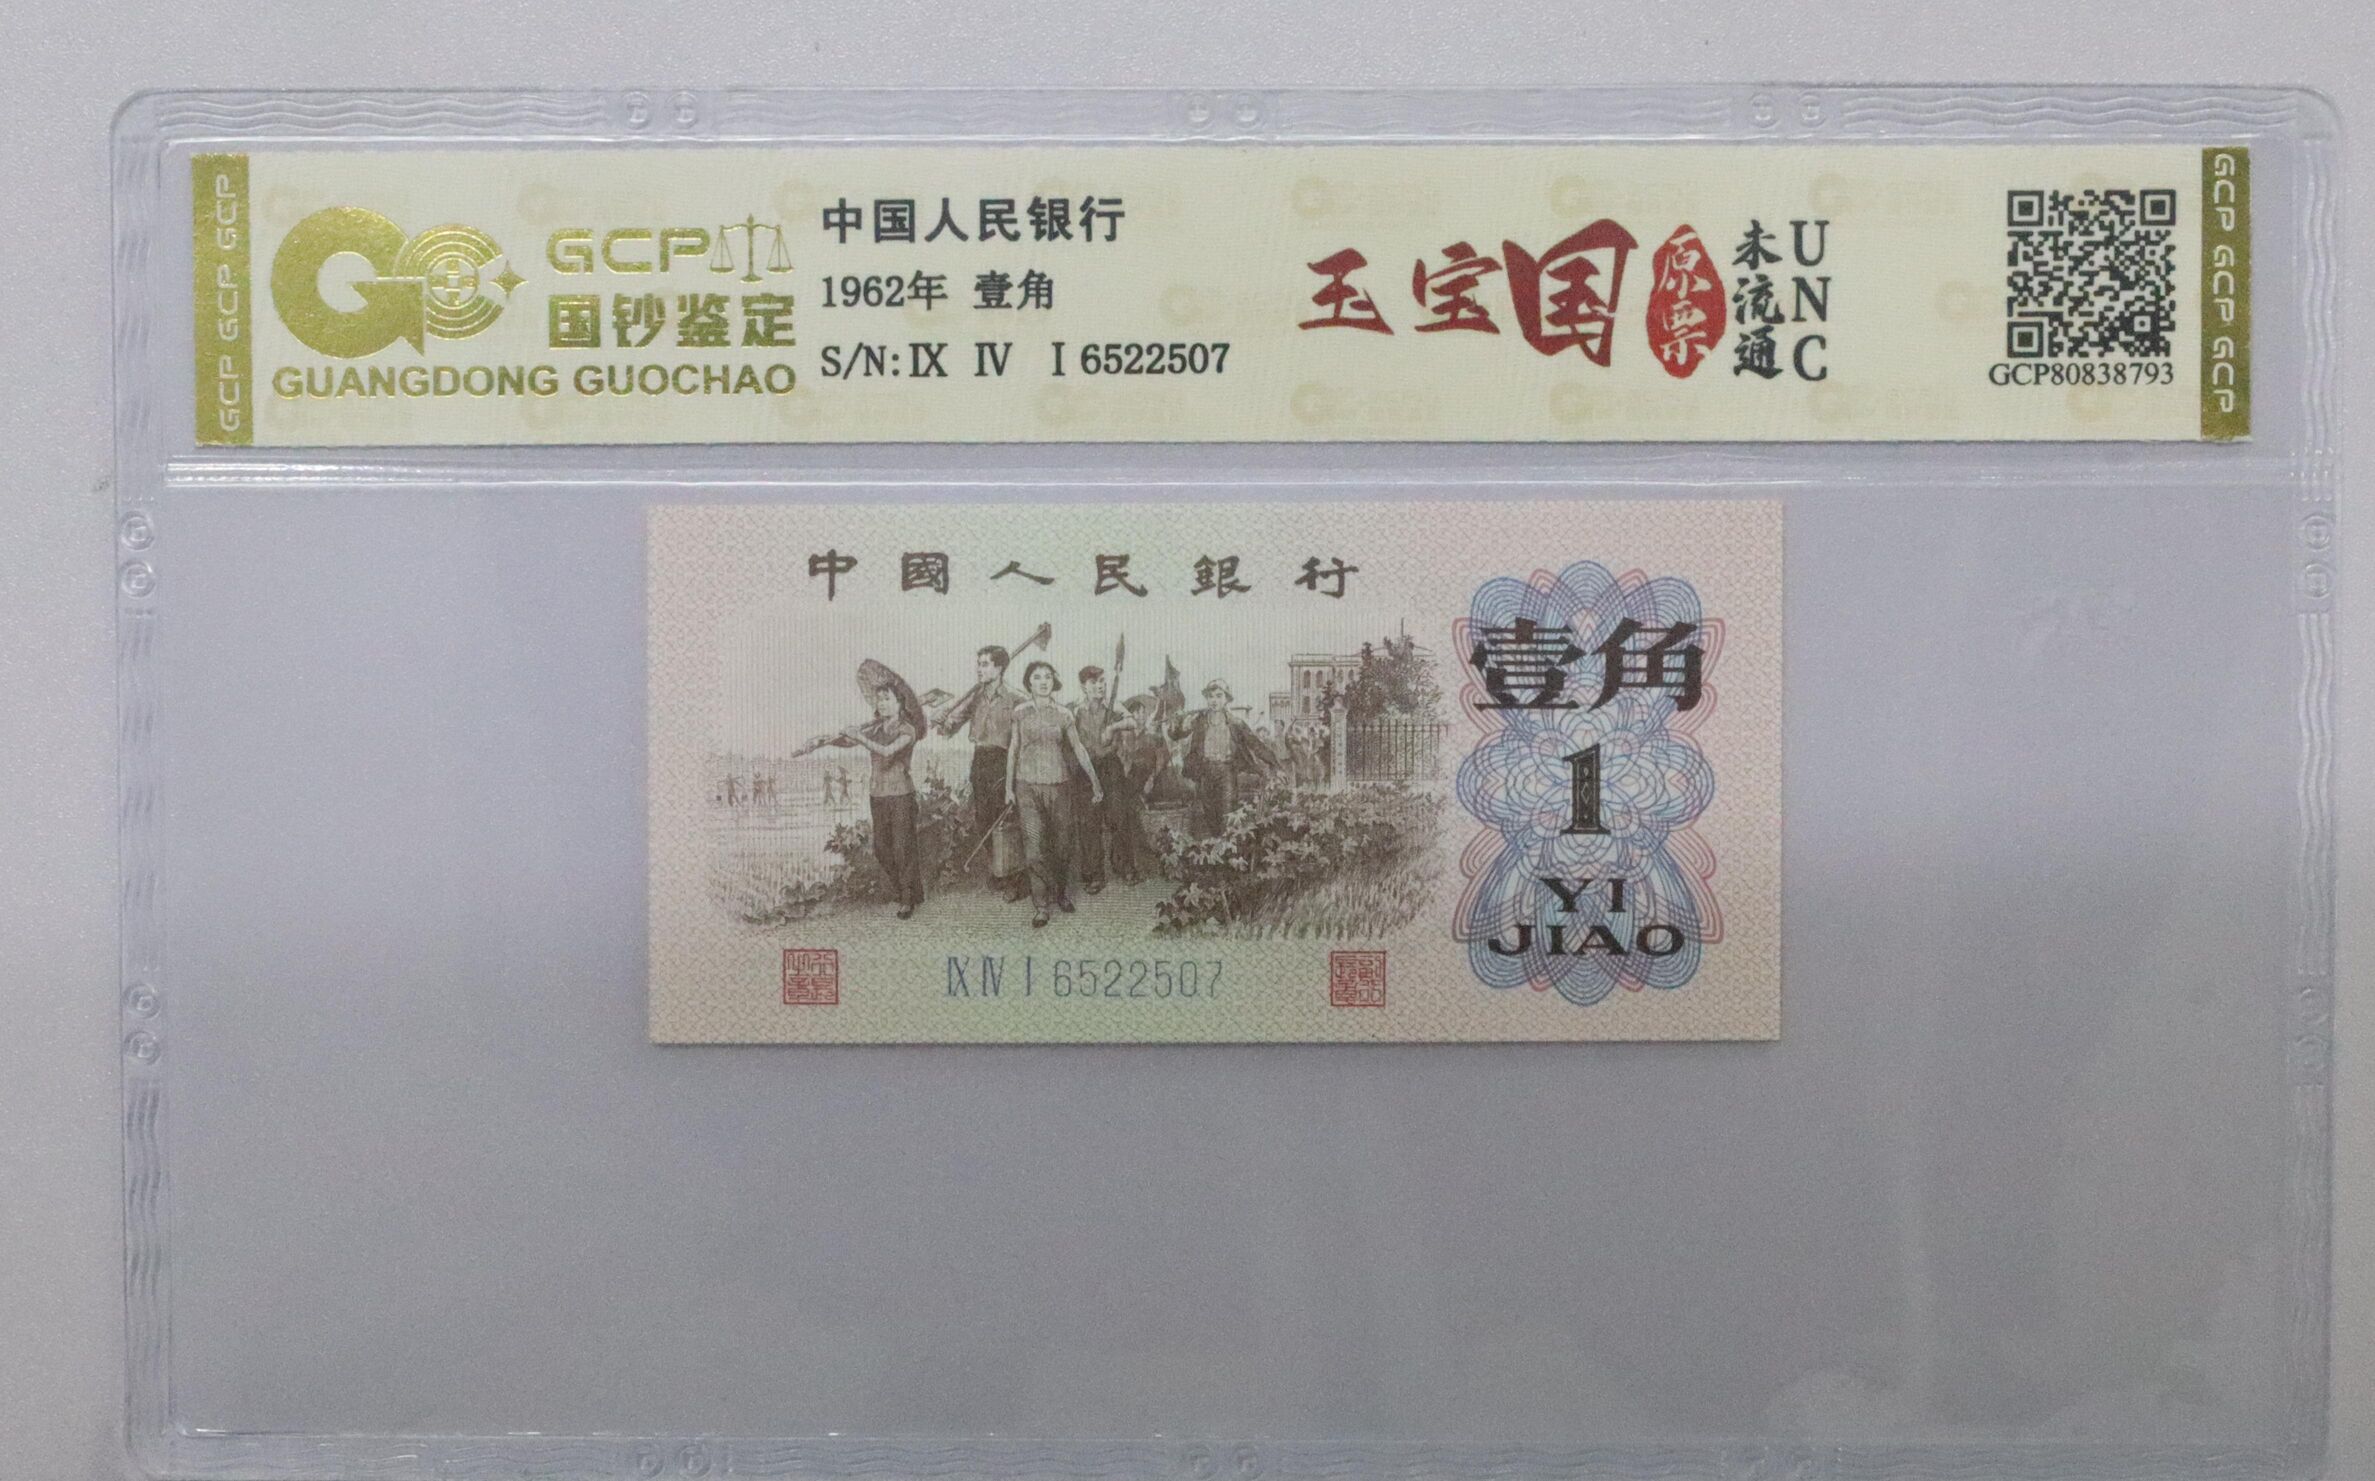 GCP GCP GCP
GCP
国钞鉴定
GUANGDONG GUOCHAO
中国人民银行
1962年 壹角
S/N: Ⅸ Ⅳ Ⅰ 6522507
玉宝国
原票
未流通
UNC
GCP80838793
GCP GCP GCP
中國人民銀行
壹角
1
YI
JIAO
Ⅸ Ⅳ Ⅰ 6522507